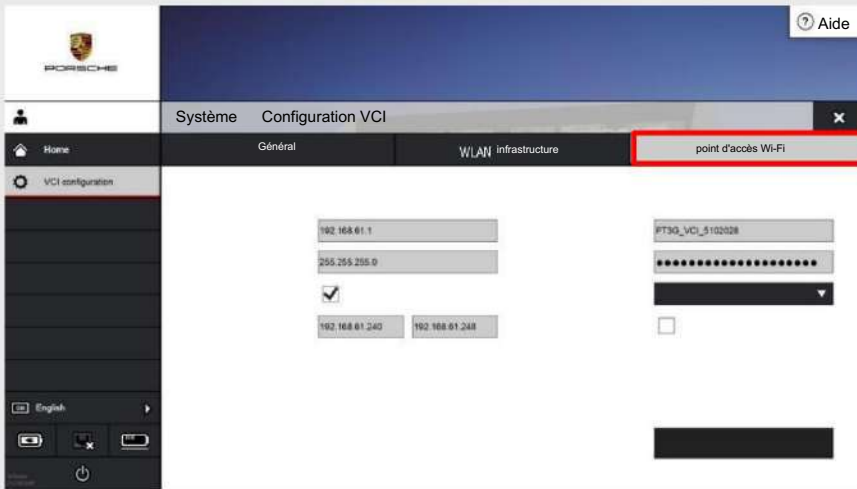 Aide
PORSCHE
Système Configuration VCI
Home
Général
WLAN infrastructure
point d'accès Wi-Fi
VCI configuration
192.168.61.1
PT3G_VCI_5102028
255.255.255.0
192.168.61.240 192.168.61.248
English